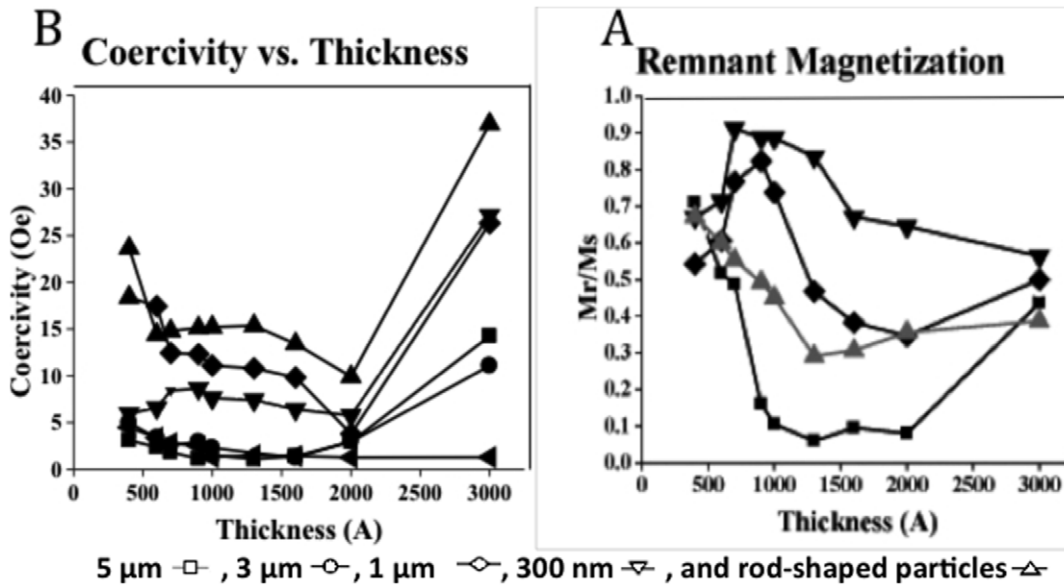 B
Coercivity vs. Thickness
Coercivity (Oe)
40
35
30
25
20
15
10
5
0
0 500 1000 1500 2000 2500 3000
Thickness (A)
A
Remnant Magnetization
Mr/Ms
1.0
0.9
0.8
0.7
0.6
0.5
0.4
0.3
0.2
0.1
0.0
0 500 1000 1500 2000 2500 3000
Thickness (A)
5 µm , 3 µm , 1 µm , 300 nm , and rod-shaped particles